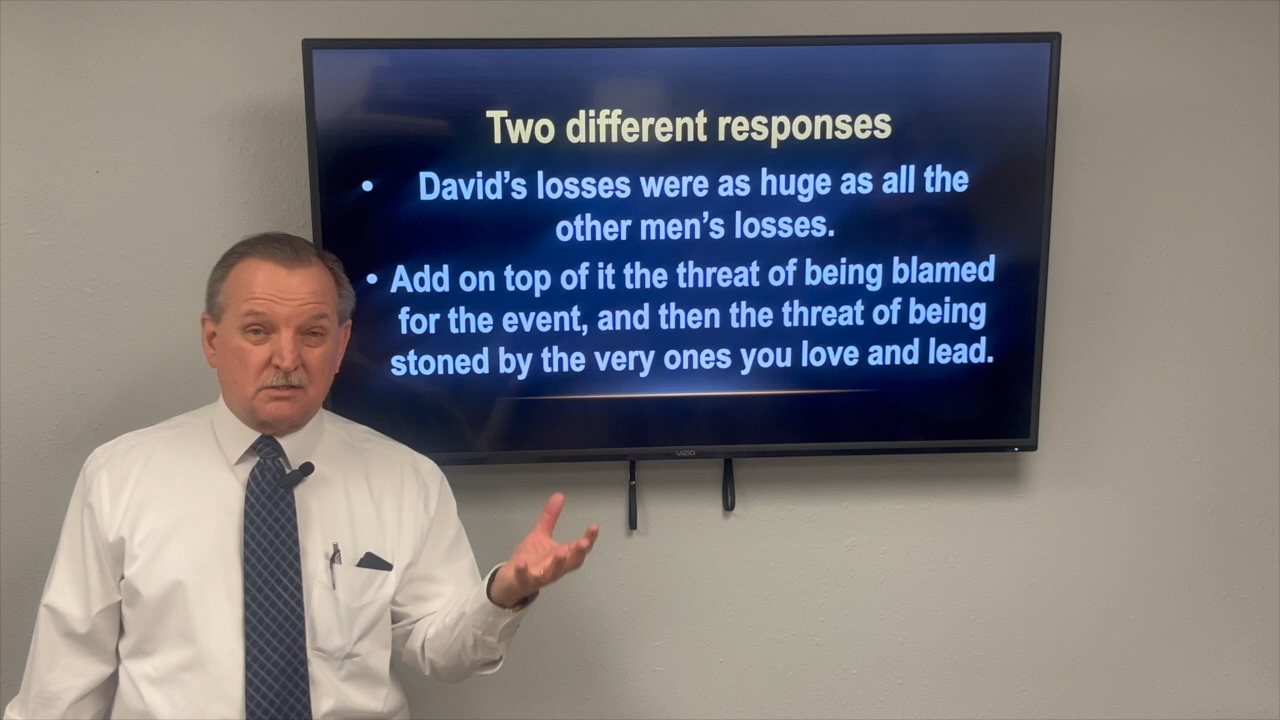 Two different responses
• David's losses were as huge as all the
other men's losses.
• Add on top of it the threat of being blamed
for the event, and then the threat of being
stoned by the very ones you love and lead.
VIZIO